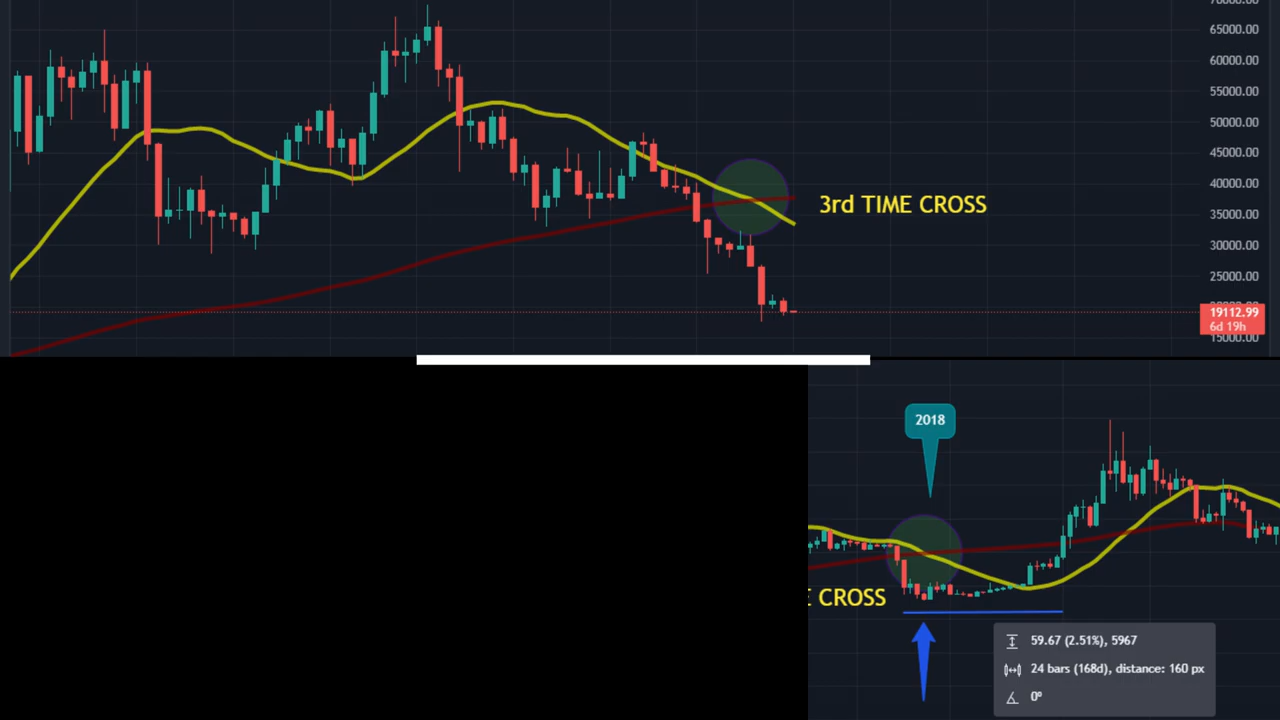 65000.00
60000.00
55000.00
50000.00
45000.00
40000.00
3rd TIME CROSS
35000.00
30000.00
25000.00
19112.99
6d 19h
15000.00
2018
CROSS
59.67 (2.51%), 5967
24 bars (168d), distance: 160 px
0º